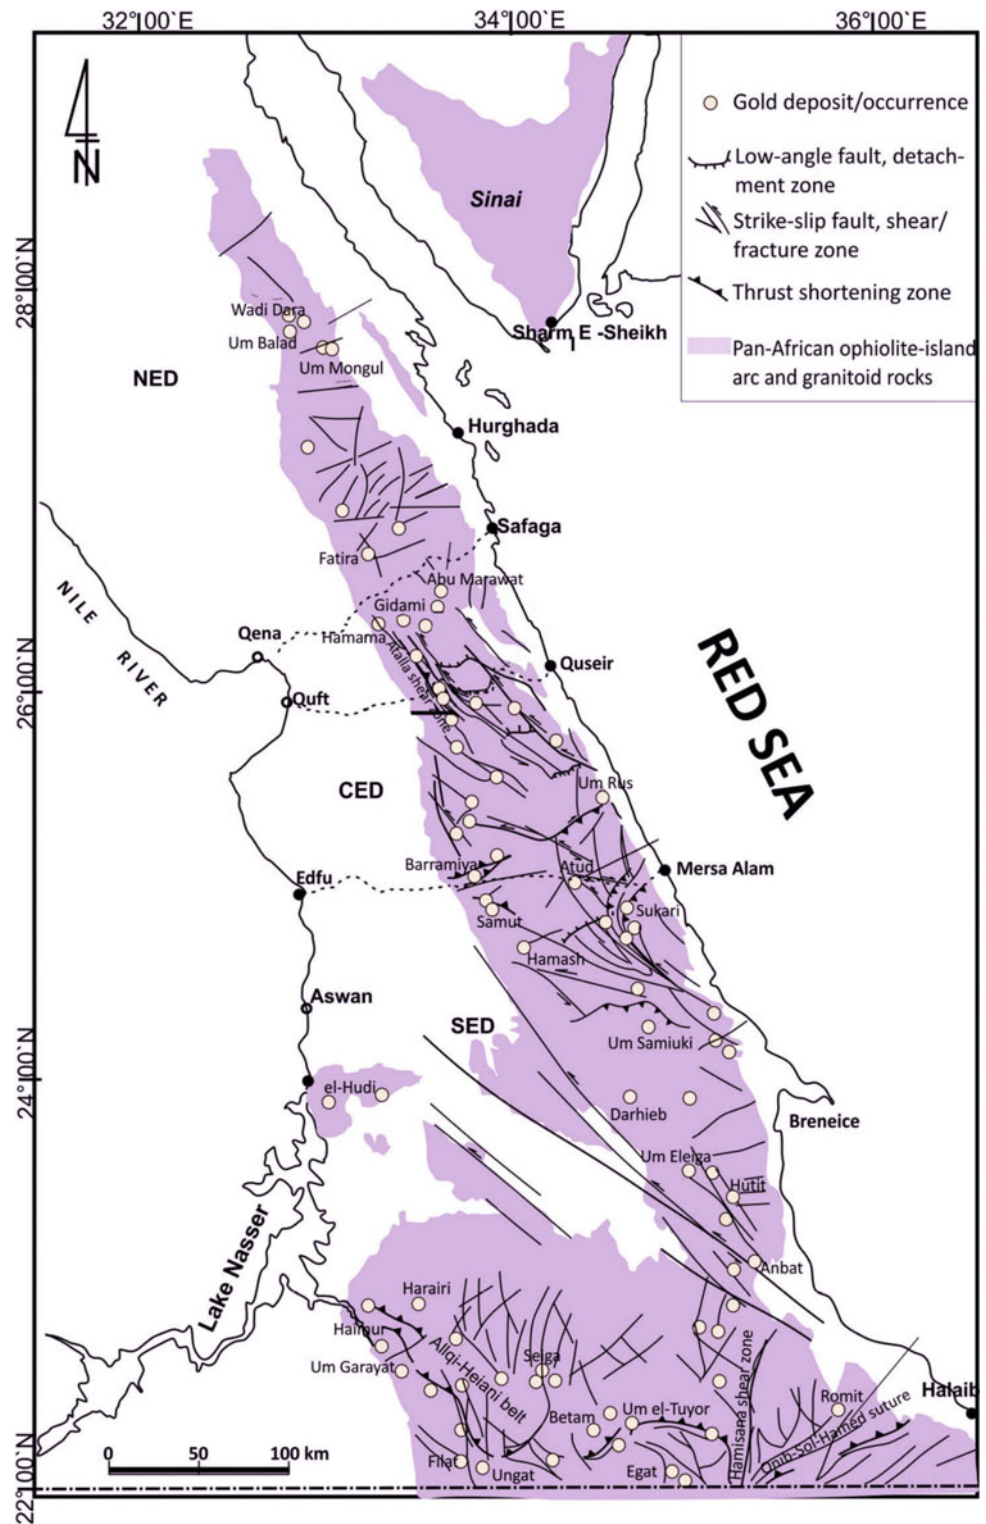 32°00`E
34°00`E
36°00`E
28°00`N
26°00`N
24°00`N
22°00`N
N
Gold deposit/occurrence
Low-angle fault, detach-
ment zone
Strike-slip fault, shear/
fracture zone
Thrust shortening zone
Pan-African ophiolite-island
arc and granitoid rocks
Sinai
Sharm E -Sheikh
l
Wadi Dara
Um Balad
Um Mongul
NED
Hurghada
Safaga
Fatira
Abu Marawat
Gidami
Hamama
Atalla shear zone
NILE
RIVER
Qena
Quft
Quseir
RED SEA
CED
Um Rus
Barramiya
Atud
Mersa Alam
Edfu
Samut
Sukari
Hamash
Aswan
SED
Um Samiuki
el-Hudi
Darhieb
Breneice
Um Eleiga
Hutit
Anbat
Lake Nasser
Harairi
Haimur
Um Garayat
Allqi-Heiani belt
Seiga
Hamisana shear zone
Romit
Halaib
Betam
Um el-Tuyor
Onib-Sol-Hamed suture
Filat
Ungat
Egat
0
50
100 km